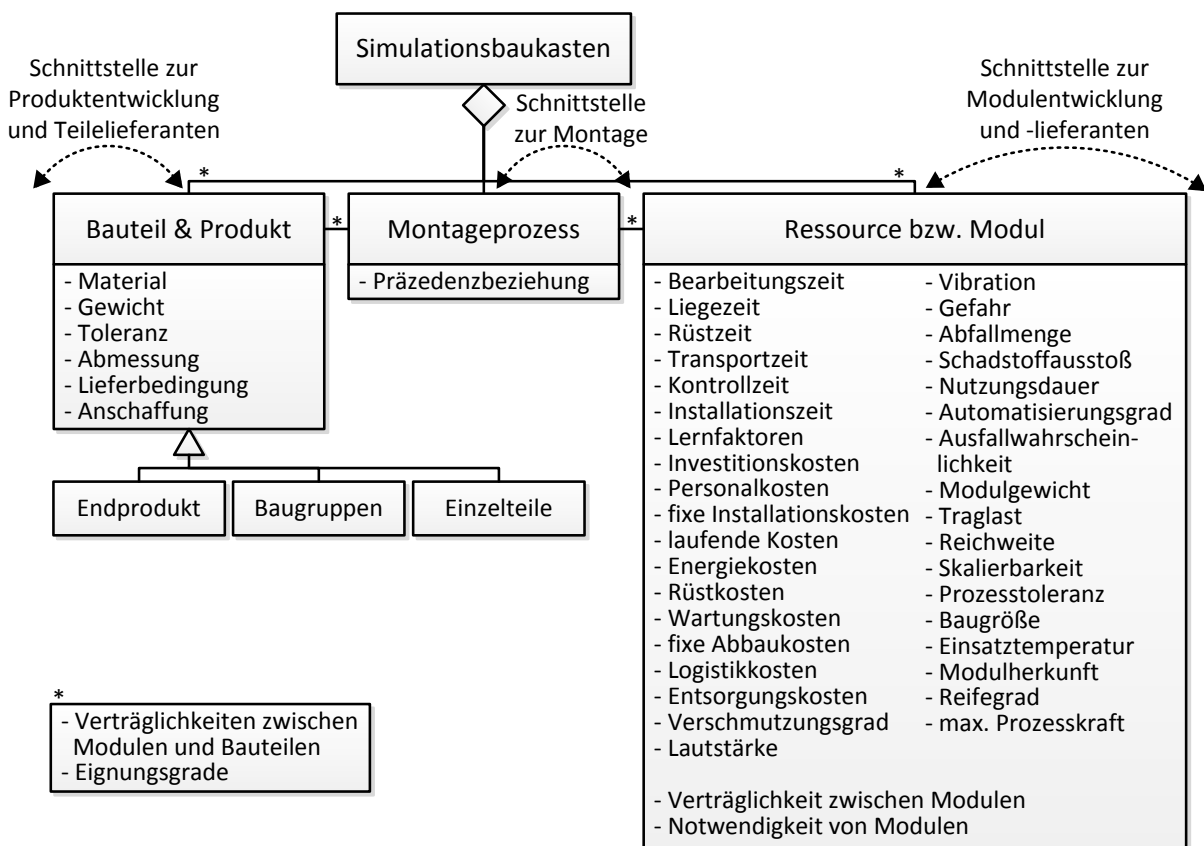 Simulationsbaukasten
Schnittstelle zur
Produktentwicklung
und Teilelieferanten
Schnittstelle
zur Montage
Schnittstelle zur
Modulentwicklung
und -lieferanten
*
*
Bauteil & Produkt
*
Montageprozess
*
Ressource bzw. Modul
- Material
- Gewicht
- Toleranz
- Abmessung
- Lieferbedingung
- Anschaffung
- Präzedenzbeziehung
- Bearbeitungszeit
- Liegezeit
- Rüstzeit
- Transportzeit
- Kontrollzeit
- Installationszeit
- Lernfaktoren
- Investitionskosten
- Personalkosten
- fixe Installationskosten
- laufende Kosten
- Energiekosten
- Rüstkosten
- Wartungskosten
- fixe Abbaukosten
- Logistikkosten
- Entsorgungskosten
- Verschmutzungsgrad
- Lautstärke
- Vibration
- Gefahr
- Abfallmenge
- Schadstoffausstoß
- Nutzungsdauer
- Automatisierungsgrad
- Ausfallwahrschein-
lichkeit
- Modulgewicht
- Traglast
- Reichweite
- Skalierbarkeit
- Prozesstoleranz
- Baugröße
- Einsatztemperatur
- Modulherkunft
- Reifegrad
- max. Prozesskraft
- Verträglichkeit zwischen Modulen
- Notwendigkeit von Modulen
Endprodukt
Baugruppen
Einzelteile
*
- Verträglichkeiten zwischen
Modulen und Bauteilen
- Eignungsgrade